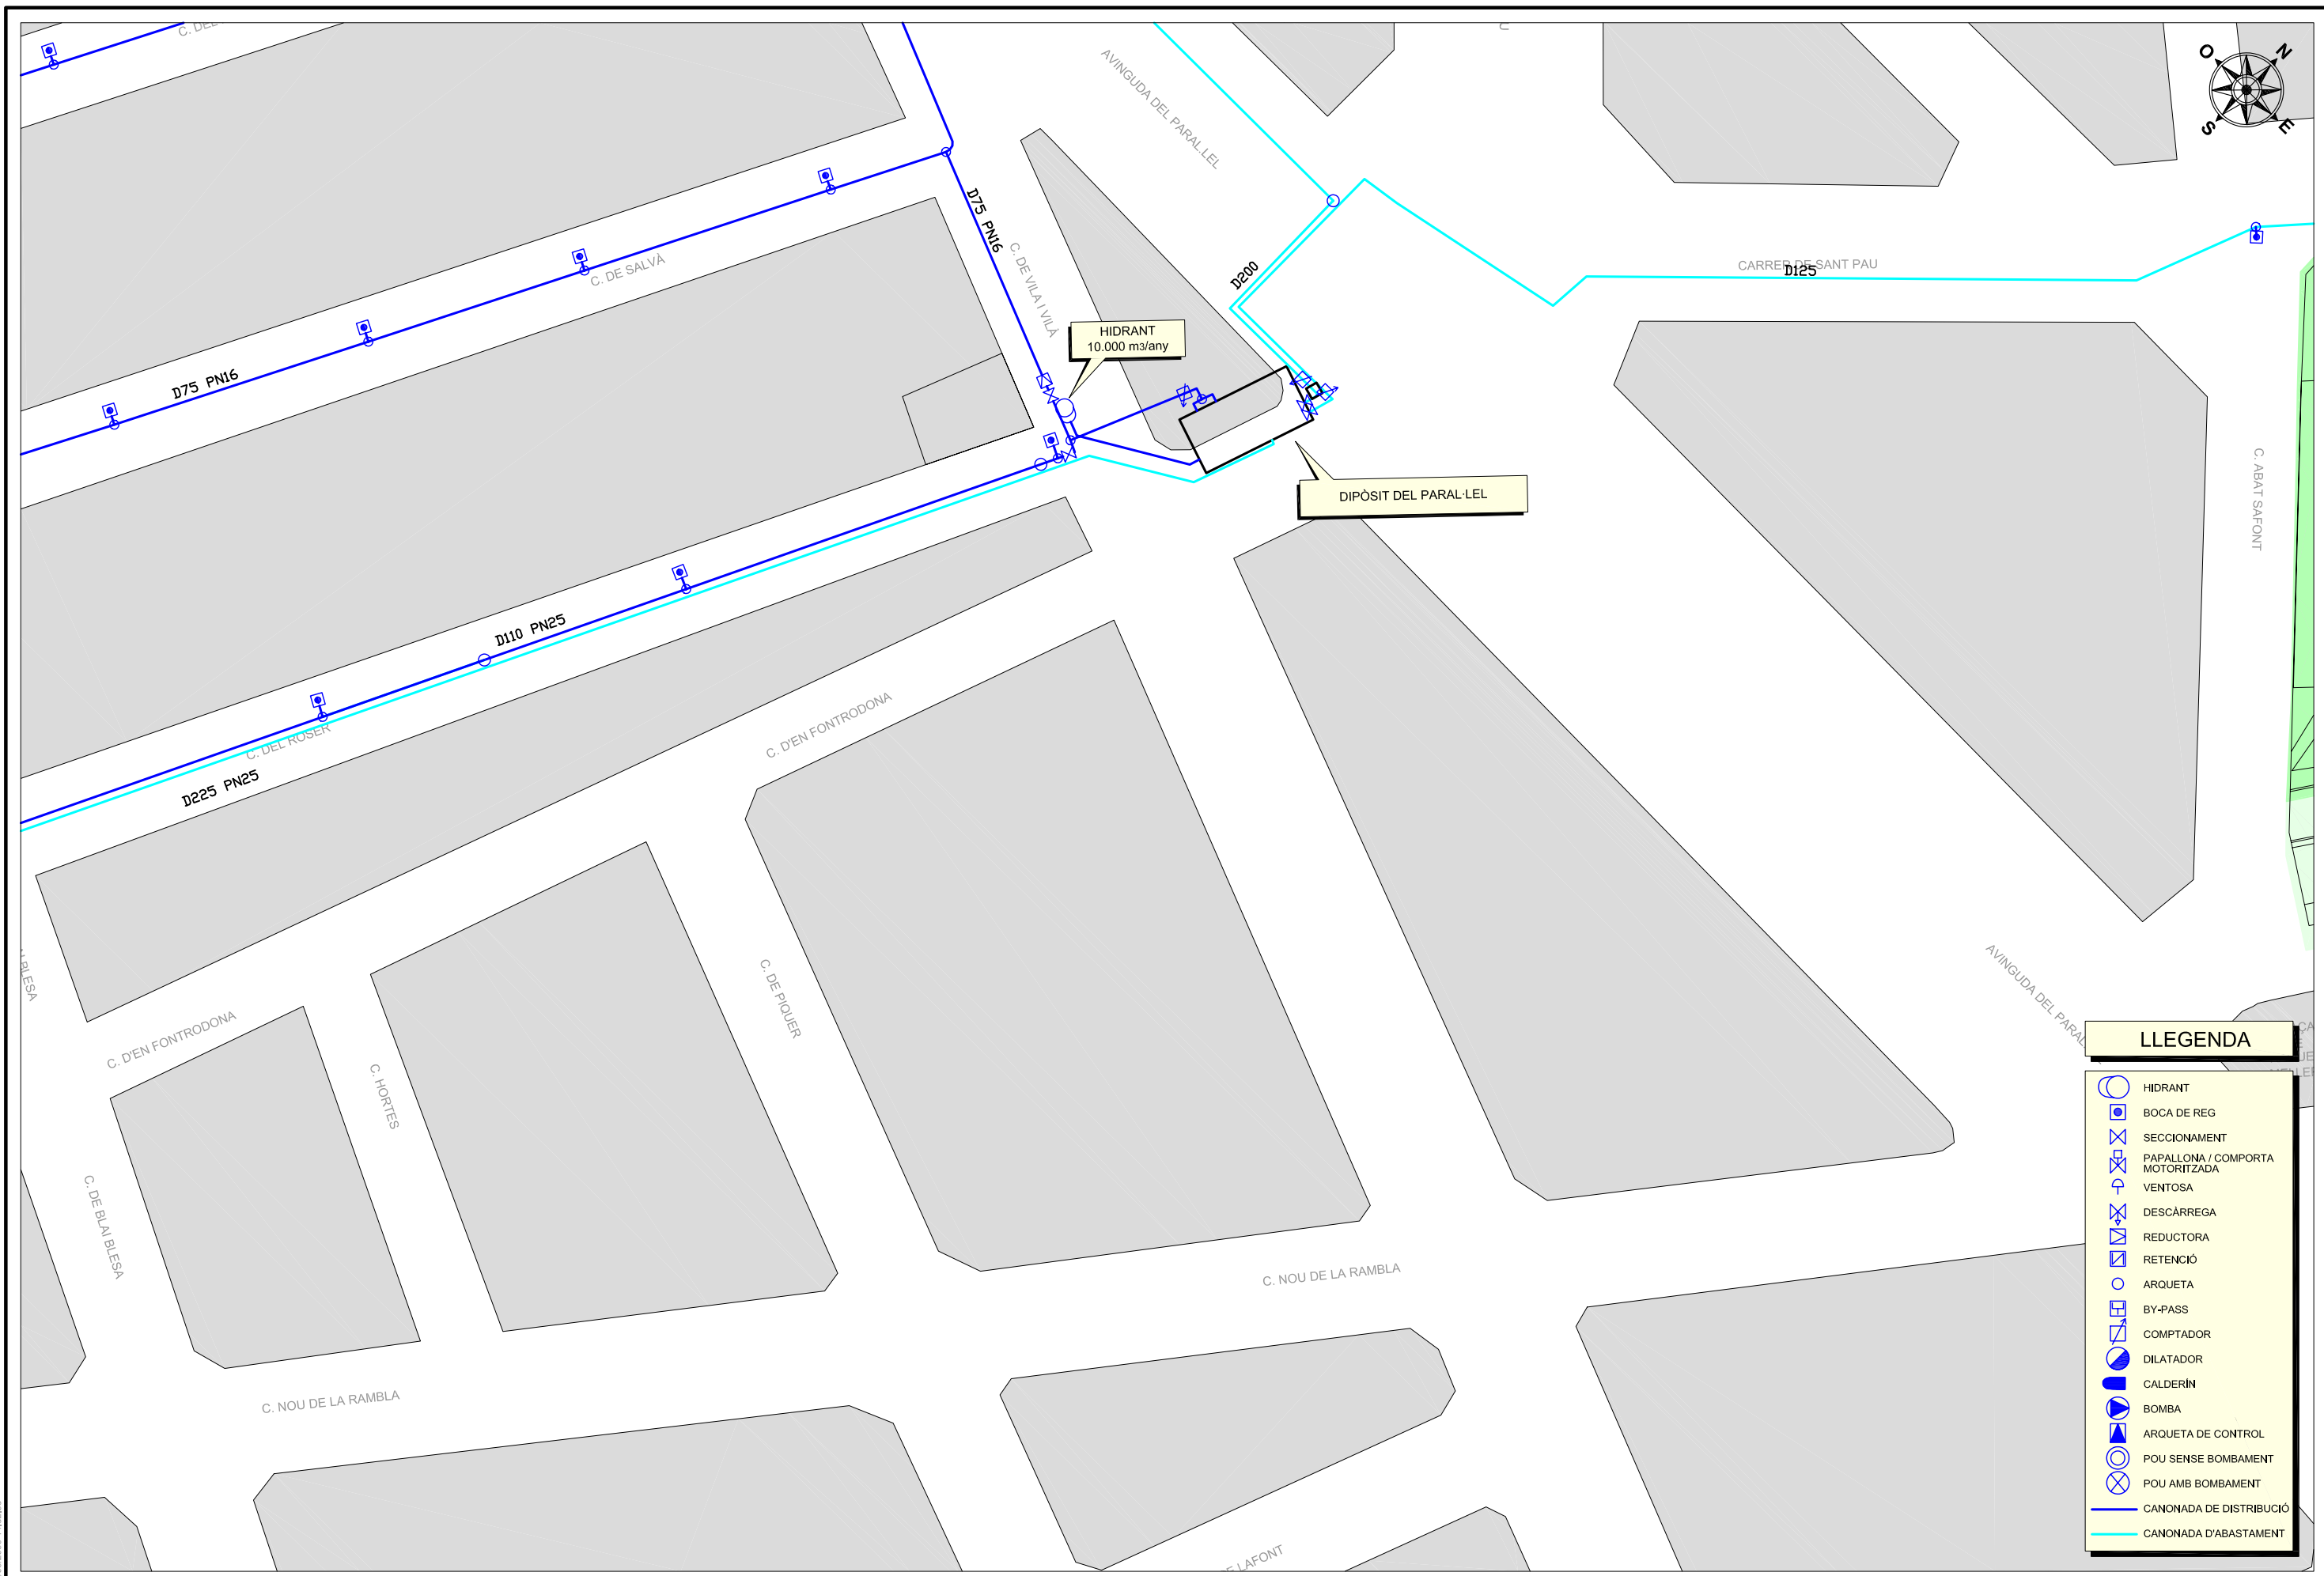 C. DEL
AVINGUDA DEL PARAL.LEL
O
N
S
E
D75 PN16
C. DE VILA I VILÀ
C. DE SALVÀ
D200
CARRER DE SANT PAU
D125
HIDRANT
10.000 m3/any
D75 PN16
DIPÒSIT DEL PARAL·LEL
C. ABAT SAFONT
D110 PN25
C. DEL ROSER
D225 PN25
C. D'EN FONTRODONA
BLESA
C. DE PIQUER
AVINGUDA DEL PARAL
C. D'EN FONTRODONA
C. HORTES
C. DE BLAI BLESA
C. NOU DE LA RAMBLA
C. NOU DE LA RAMBLA
LAFONT
LLEGENDA
HIDRANT
BOCA DE REG
SECCIONAMENT
PAPALLONA / COMPORTA
MOTORITZADA
VENTOSA
DESCÀRREGA
REDUCTORA
RETENCIÓ
ARQUETA
BY-PASS
COMPTADOR
DILATADOR
CALDERÍN
BOMBA
ARQUETA DE CONTROL
POU SENSE BOMBAMENT
POU AMB BOMBAMENT
CANONADA DE DISTRIBUCIÓ
CANONADA D'ABASTAMENT